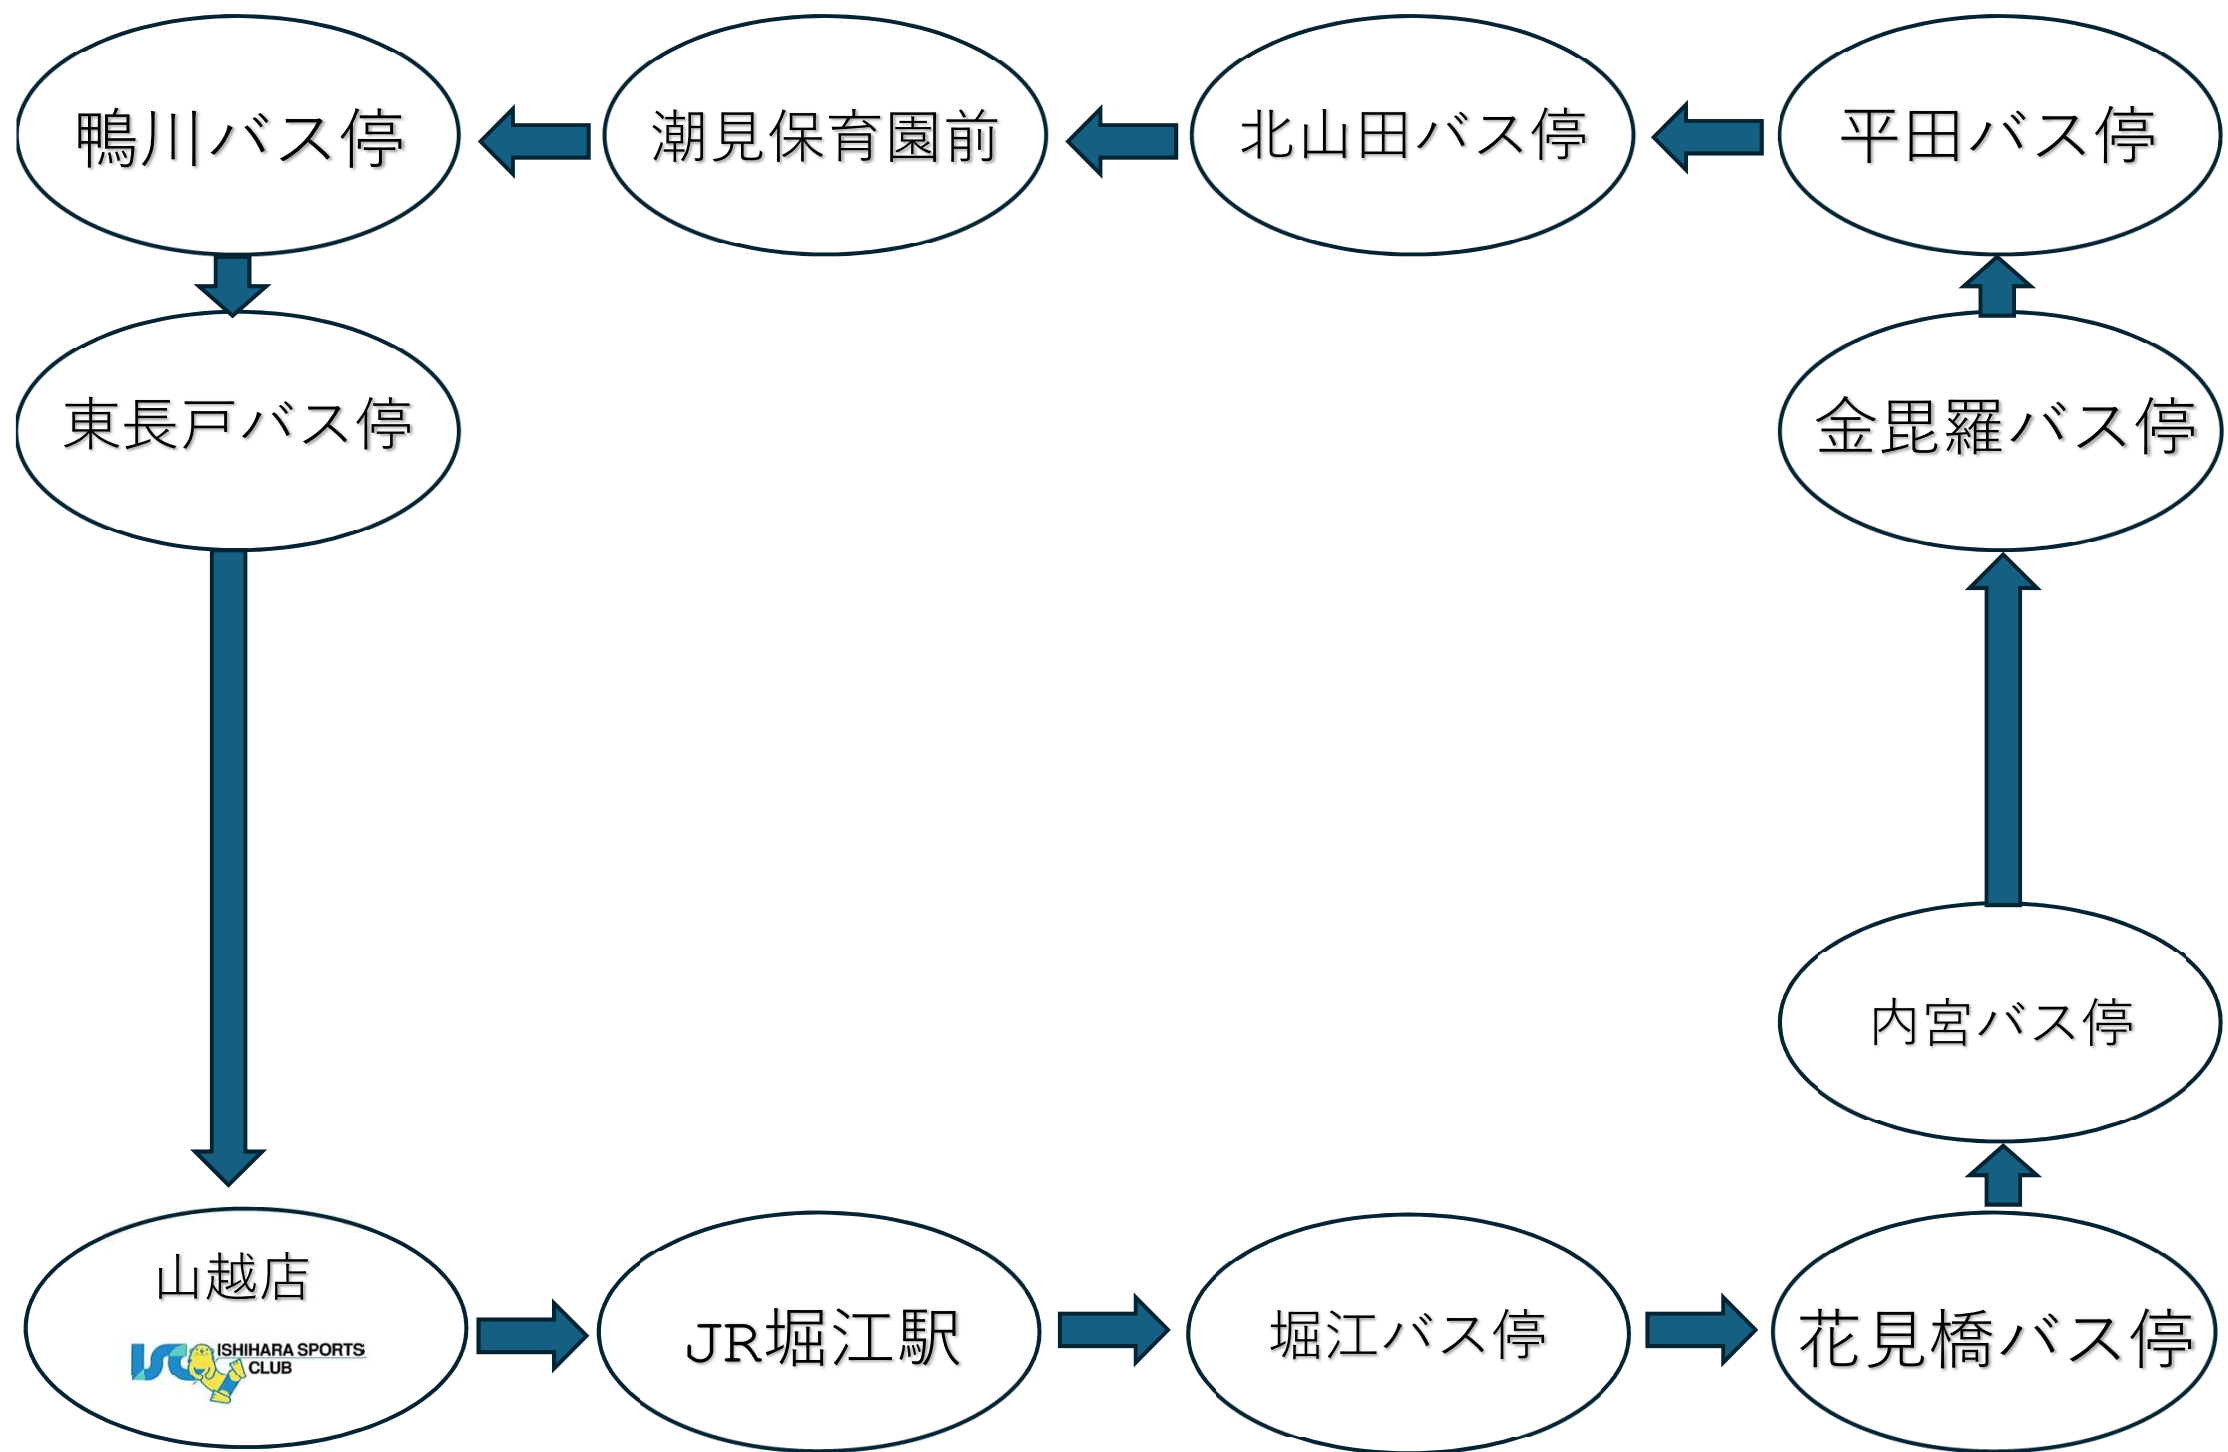 鴨川バス停
潮見保育園前
北山田バス停
平田バス停
東長戸バス停
金毘羅バス停
内宮バス停
山越店
ISC ISHIHARA SPORTS
CLUB
JR堀江駅
堀江バス停
花見橋バス停